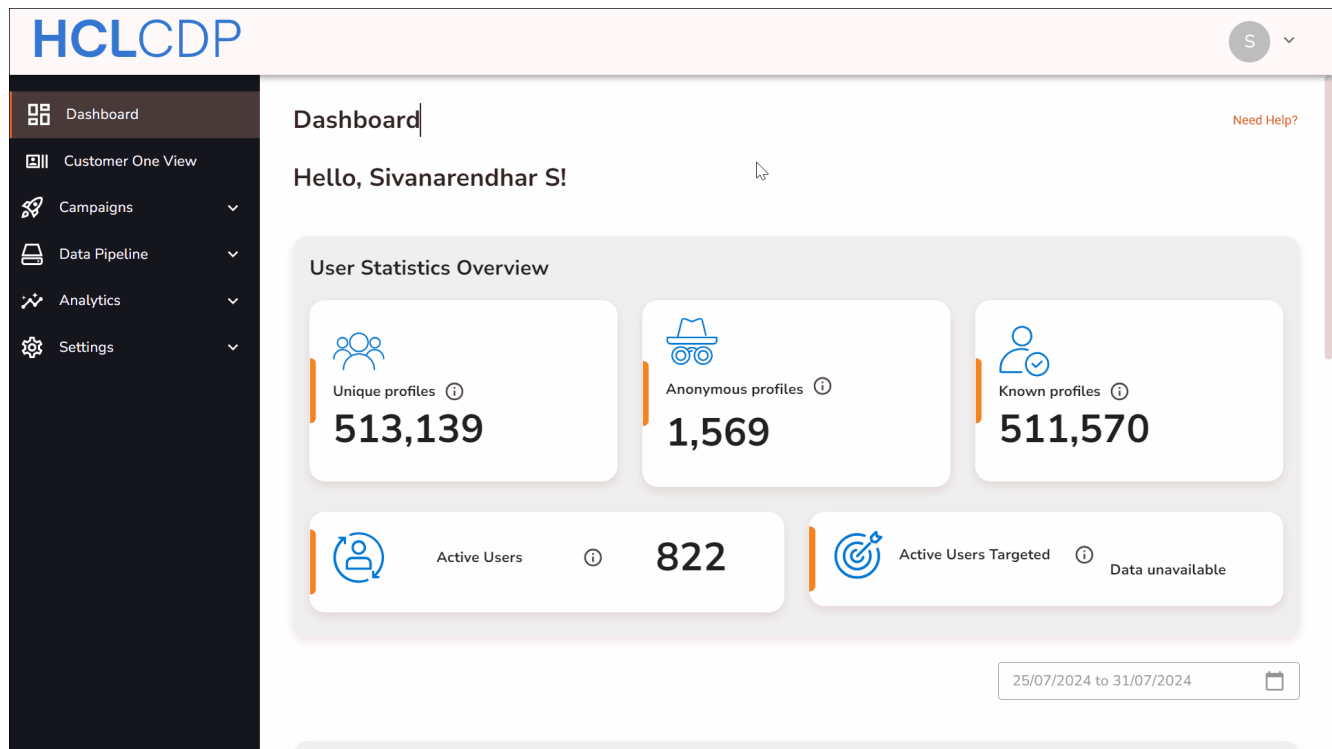 HCLCDP
S
Dashboard
Customer One View
Campaigns
Data Pipeline
Analytics
Settings
Dashboard
Need Help?
Hello, Sivanarendhar S!
User Statistics Overview
Unique profiles
513,139
Anonymous profiles
1,569
Known profiles
511,570
Active Users
822
Active Users Targeted
Data unavailable
25/07/2024 to 31/07/2024